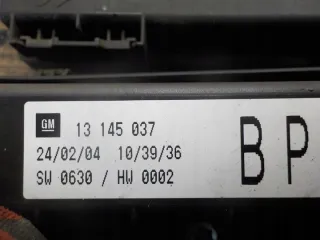 GM 13 145 037
24/02/04 10/39/36
SW 0630 / HW 0002
BP